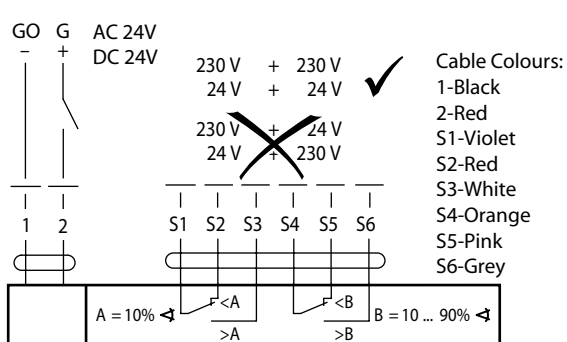 GO G AC 24V
– + DC 24V
230 V + 230 V
24 V + 24 V
230 V + 24 V
24 V + 230 V
Cable Colours:
1-Black
2-Red
S1-Violet
S2-Red
S3-White
S4-Orange
S5-Pink
S6-Grey
1 2 S1 S2 S3 S4 S5 S6
A = 10% ∢ <A <B B = 10 ... 90% ∢
>A >B